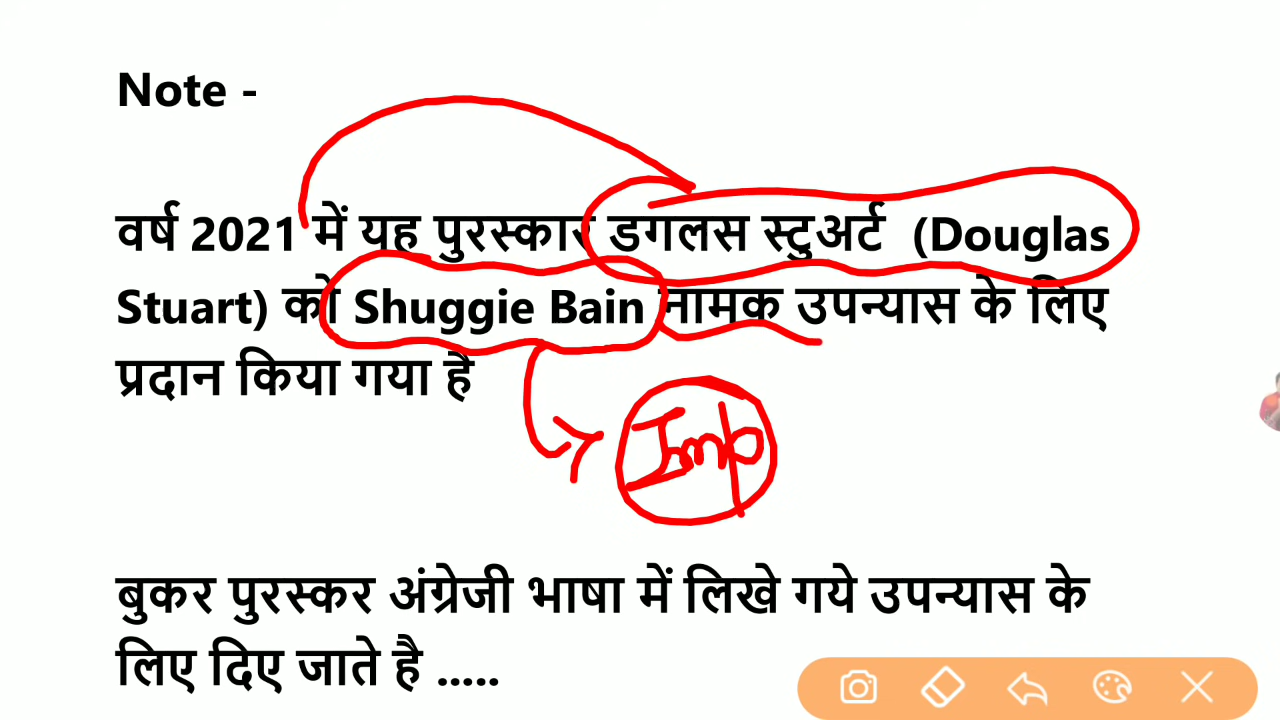 Note -
वर्ष 2021 में यह पुरस्कार डगलस स्टुअर्ट (Douglas
Stuart) को Shuggie Bain नामक उपन्यास के लिए
प्रदान किया गया है
Imp
बुकर पुरस्कर अंग्रेजी भाषा में लिखे गये उपन्यास के
लिए दिए जाते है .....